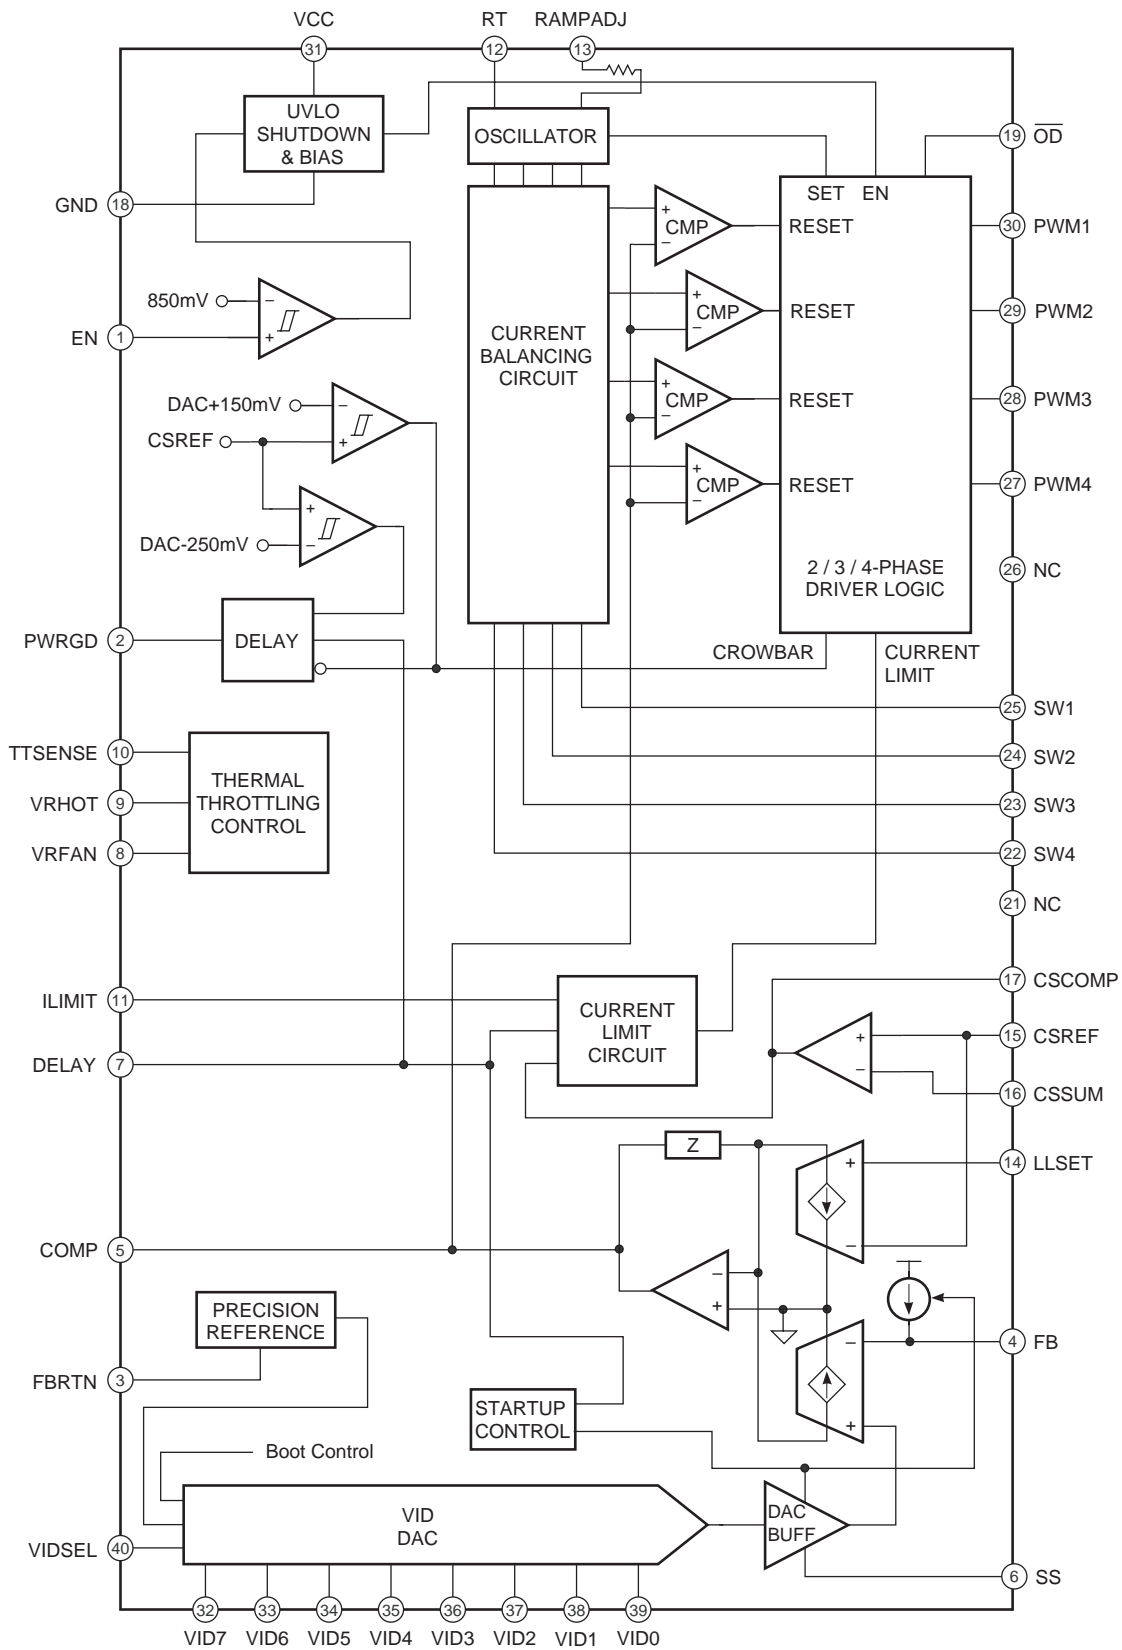 VCC
RT
RAMPADJ
31
12
13
UVLO
SHUTDOWN
& BIAS
OSCILLATOR
19
OD
GND
18
SET
EN
+
CMP
−
RESET
30
PWM1
850mV
−
+
EN
1
+
CMP
−
RESET
29
PWM2
CURRENT
BALANCING
CIRCUIT
DAC+150mV
−
+
CSREF
+
CMP
−
RESET
28
PWM3
+
CMP
−
RESET
27
PWM4
+
−
DAC-250mV
2 / 3 / 4-PHASE
DRIVER LOGIC
26
NC
PWRGD
2
DELAY
CROWBAR
CURRENT
LIMIT
25
SW1
TTSENSE
10
24
SW2
THERMAL
THROTTLING
CONTROL
VRHOT
9
23
SW3
VRFAN
8
22
SW4
21
NC
17
CSCOMP
ILIMIT
11
CURRENT
LIMIT
CIRCUIT
+
−
15
CSREF
DELAY
7
16
CSSUM
Z
+
−
14
LLSET
COMP
5
−
+
PRECISION
REFERENCE
−
+
4
FB
FBRTN
3
STARTUP
CONTROL
Boot Control
VID
DAC
DAC
BUFF
VIDSEL
40
6
SS
32
33
34
35
36
37
38
39
VID7
VID6
VID5
VID4
VID3
VID2
VID1
VID0